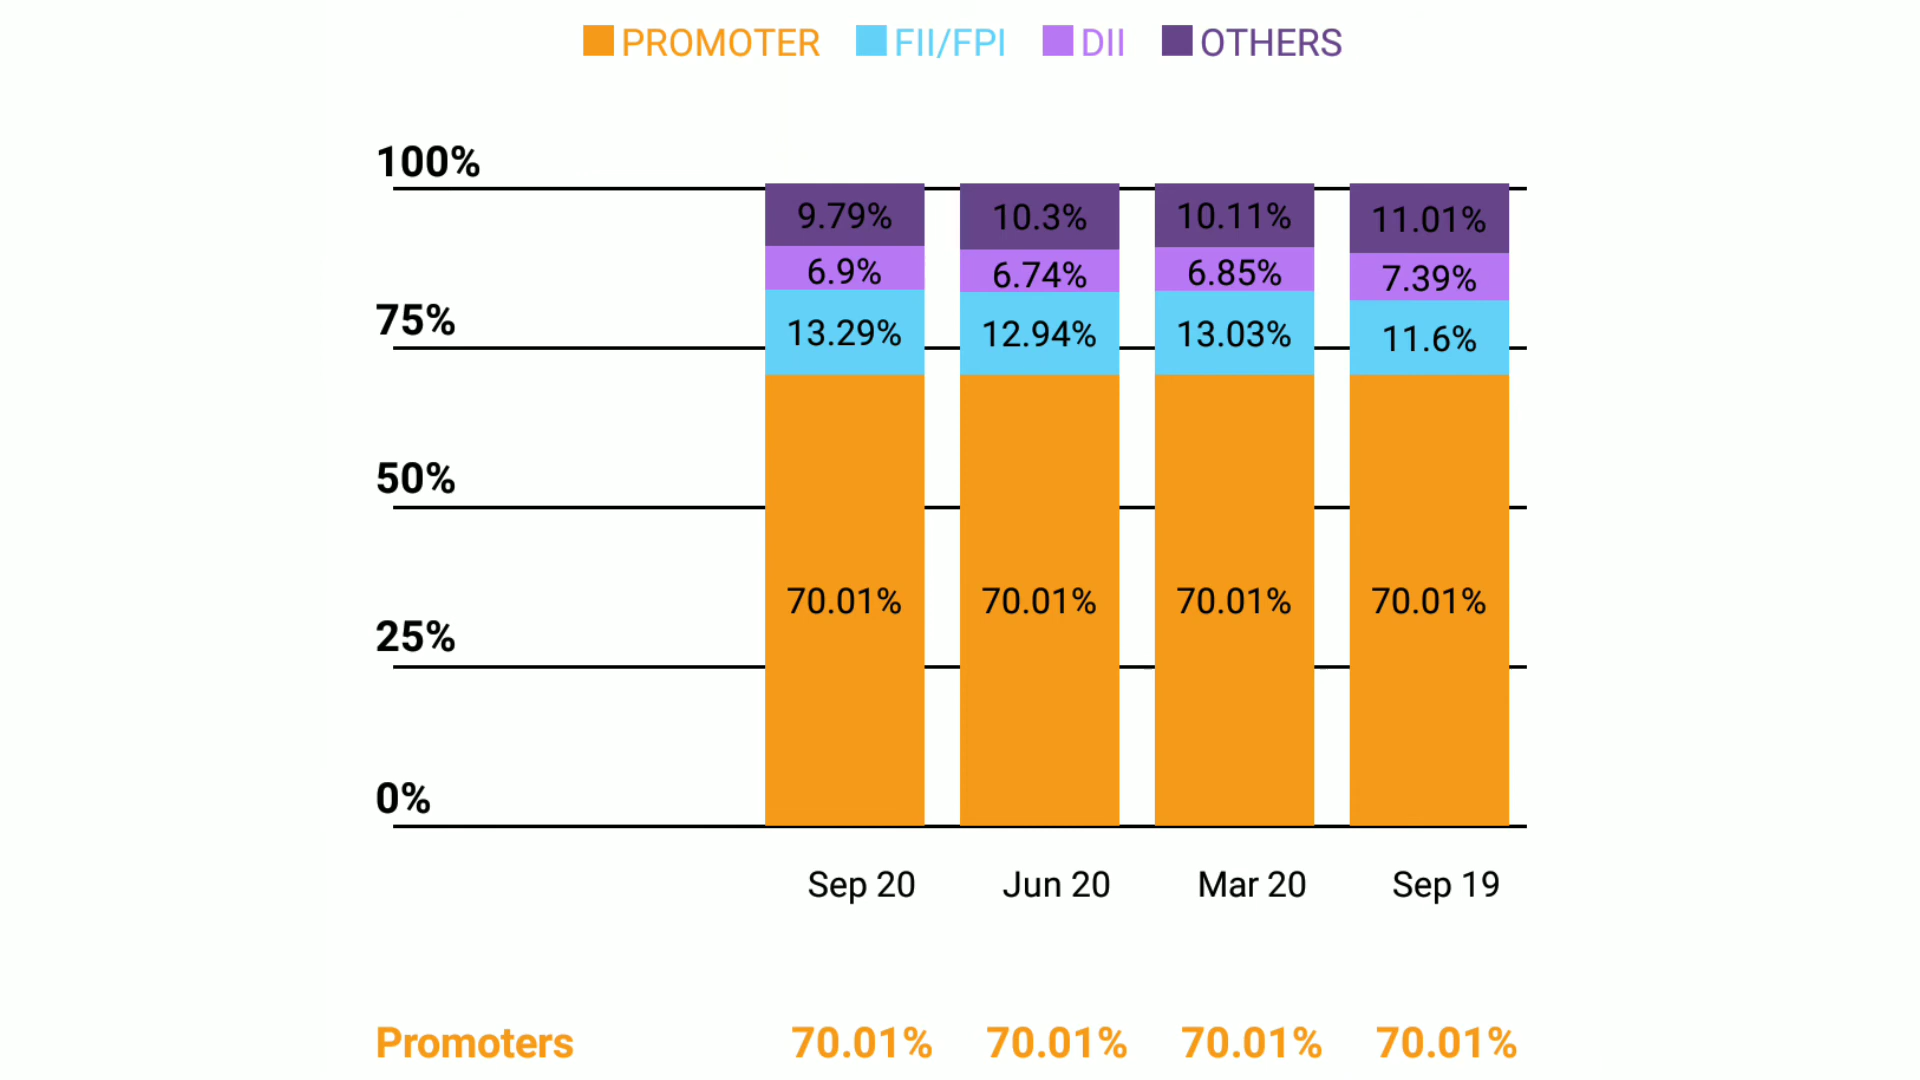 PROMOTER FII/FPI DII OTHERS
100%
9.79% 10.3% 10.11% 11.01%
6.9% 6.74% 6.85% 7.39%
75%
13.29% 12.94% 13.03% 11.6%
50%
70.01% 70.01% 70.01% 70.01%
25%
0%
Sep 20 Jun 20 Mar 20 Sep 19
Promoters 70.01% 70.01% 70.01% 70.01%